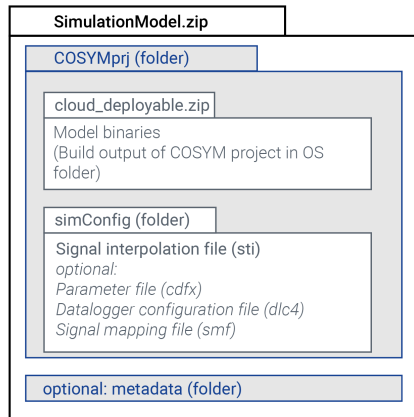 SimulationModel.zip
COSYMprj (folder)
cloud_deployable.zip
Model binaries
(Build output of COSYM project in OS
folder)
simConfig (folder)
Signal interpolation file (sti)
optional:
Parameter file (cdfx)
Datalogger configuration file (dlc4)
Signal mapping file (smf)
optional: metadata (folder)